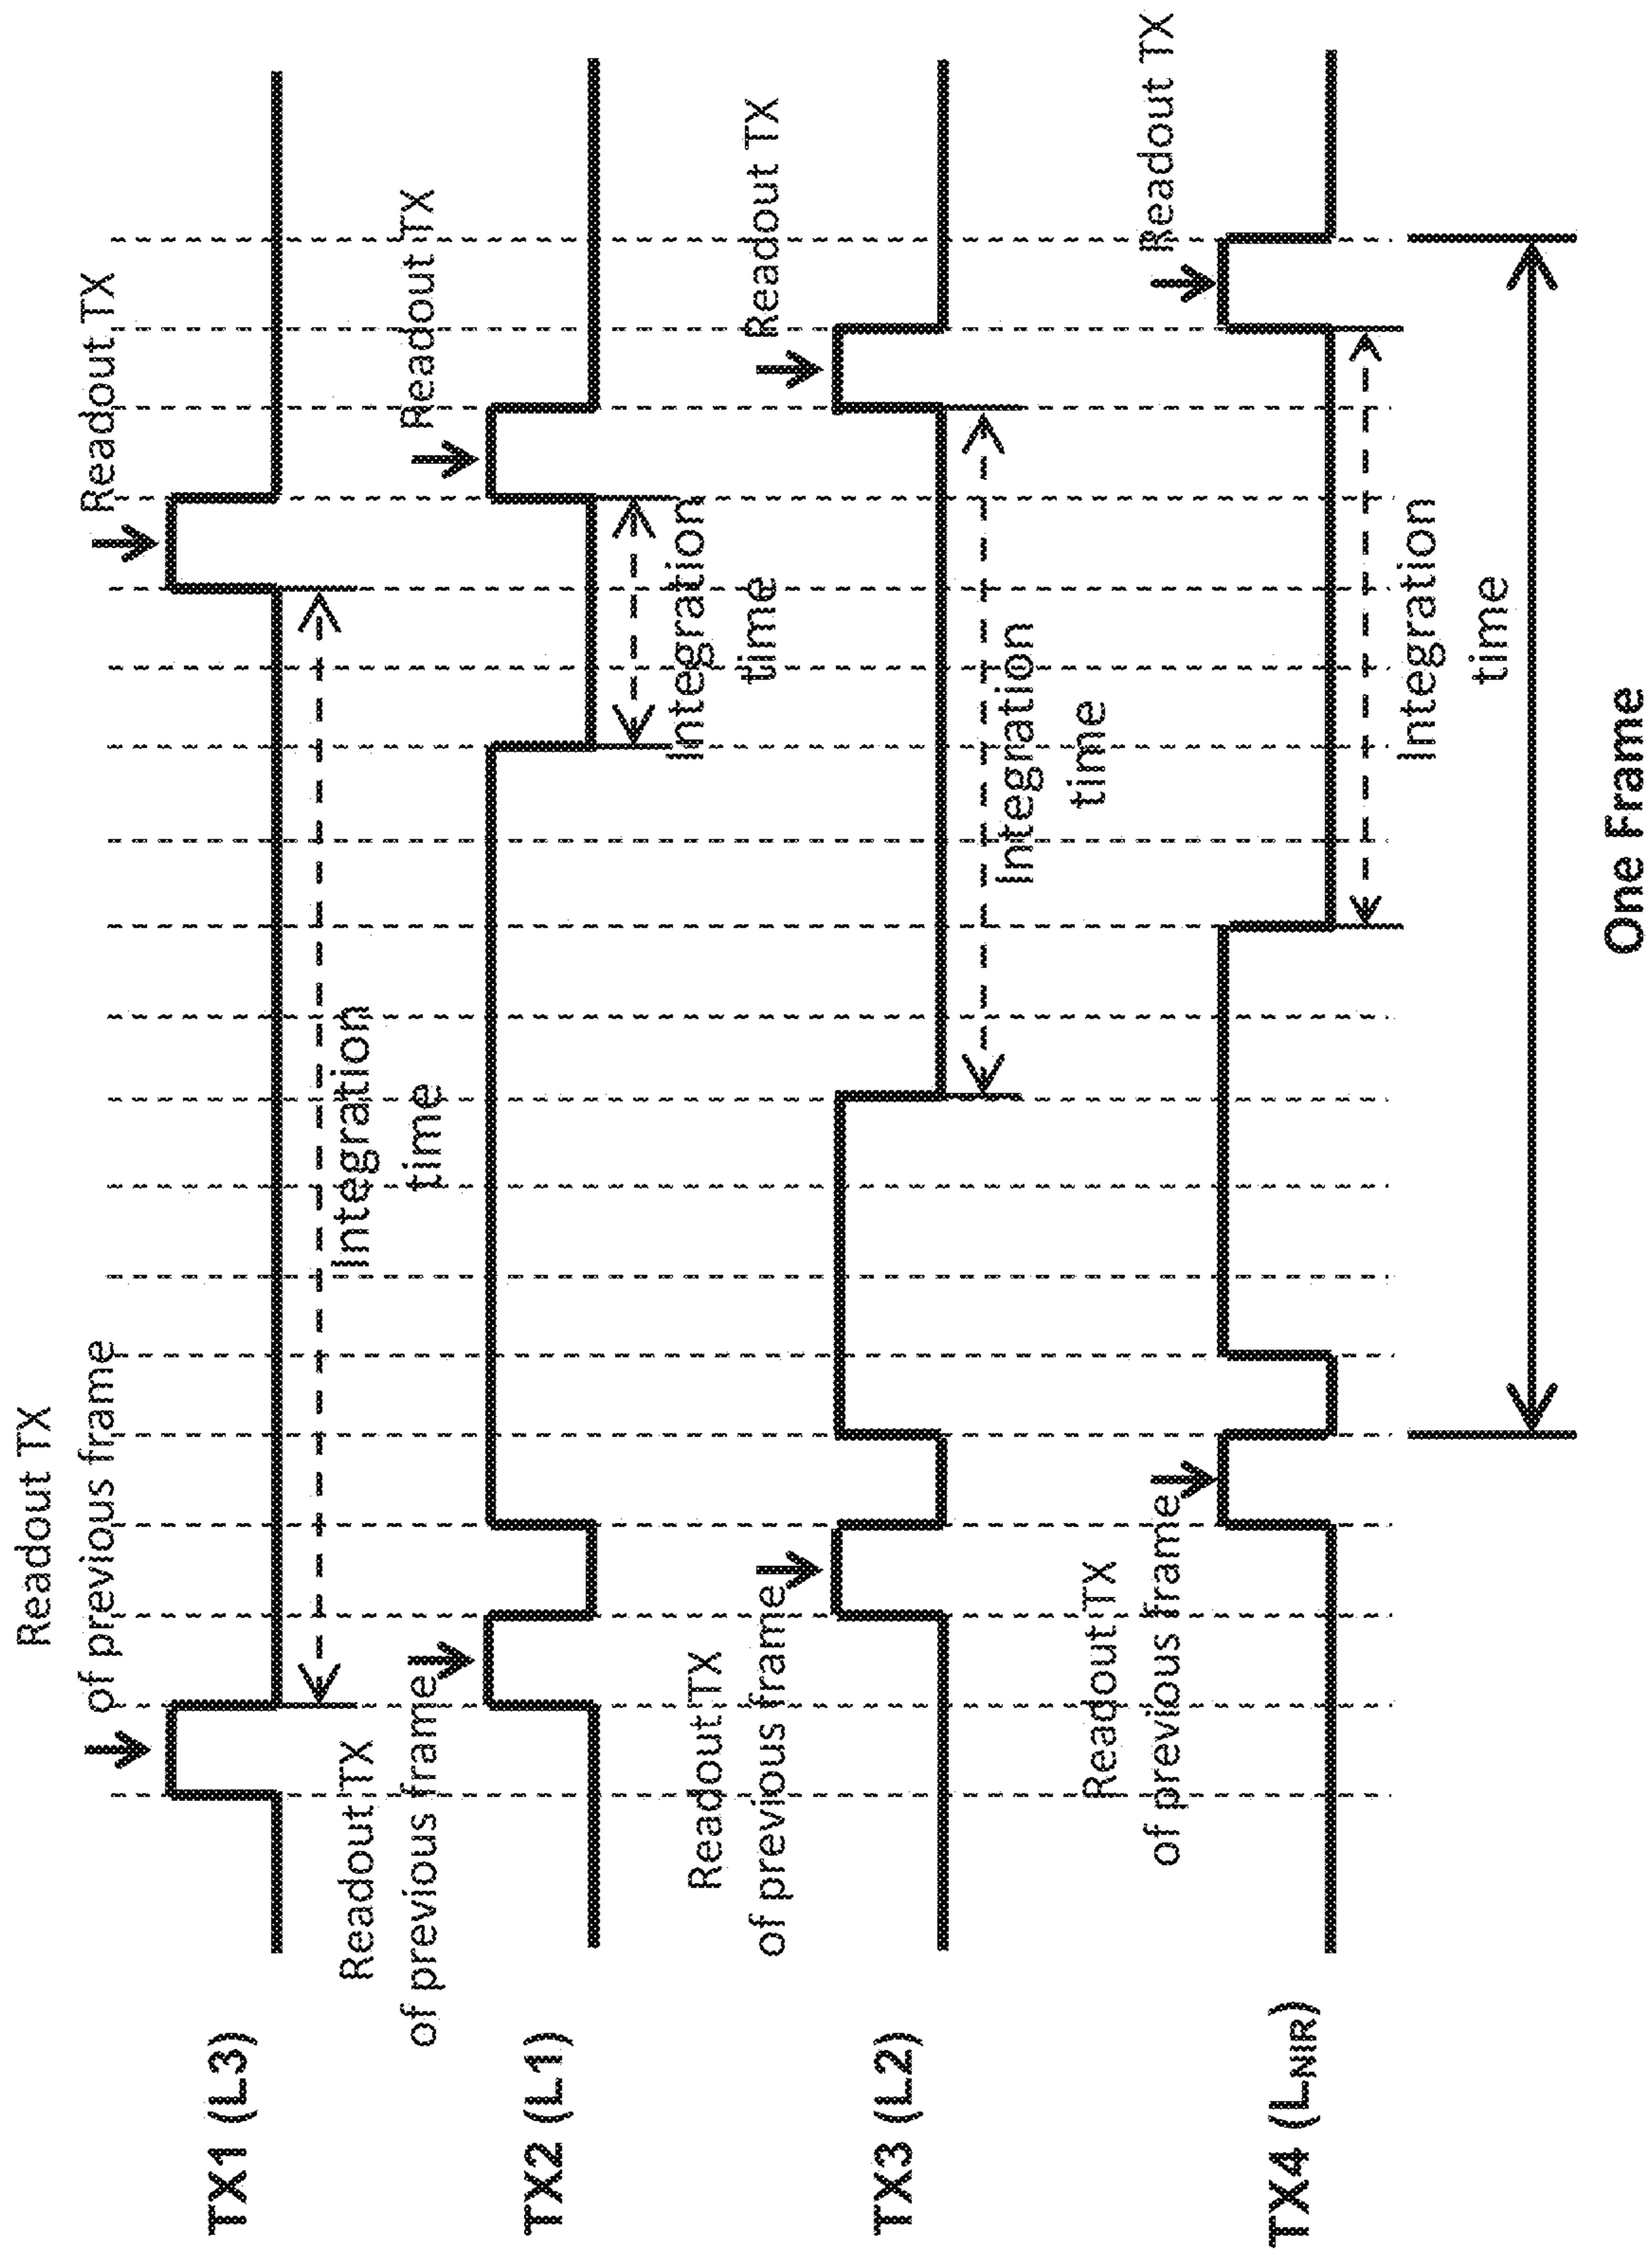 Readout TX
of previous frame
Readout TX
TX1 (L3)
Integration
time
Readout TX
of previous frame
Readout TX
TX2 (L1)
Integration
time
Readout TX
of previous frame
Readout TX
TX3 (L2)
Integration
time
Readout TX
of previous frame
Readout TX
TX4 (LNIR)
Integration
time
One Frame